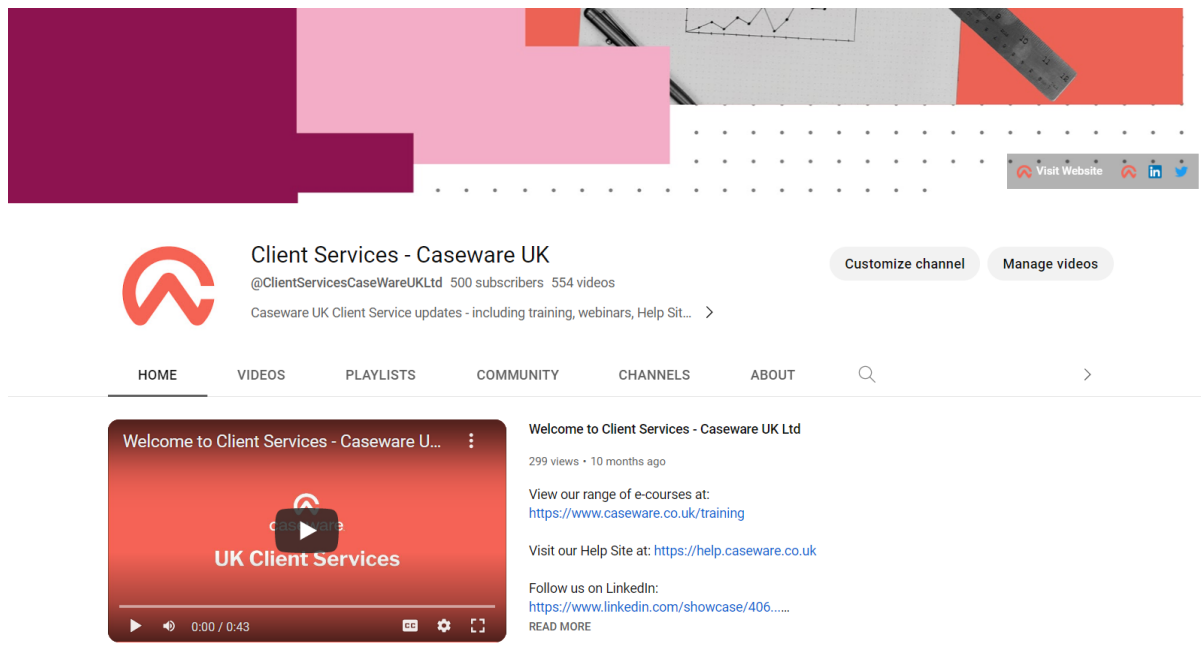 Visit Website
Client Services - Caseware UK
Customize channel
Manage videos
@ClientServicesCaseWareUKLtd 500 subscribers 554 videos
Caseware UK Client Service updates - including training, webinars, Help Sit...
HOME VIDEOS PLAYLISTS COMMUNITY CHANNELS ABOUT
Welcome to Client Services - Caseware U...
caseware
UK Client Services
0:00 / 0:43
CC
Welcome to Client Services - Caseware UK Ltd
299 views • 10 months ago
View our range of e-courses at:
https://www.caseware.co.uk/training
Visit our Help Site at: https://help.caseware.co.uk
Follow us on LinkedIn:
https://www.linkedin.com/showcase/406......
READ MORE